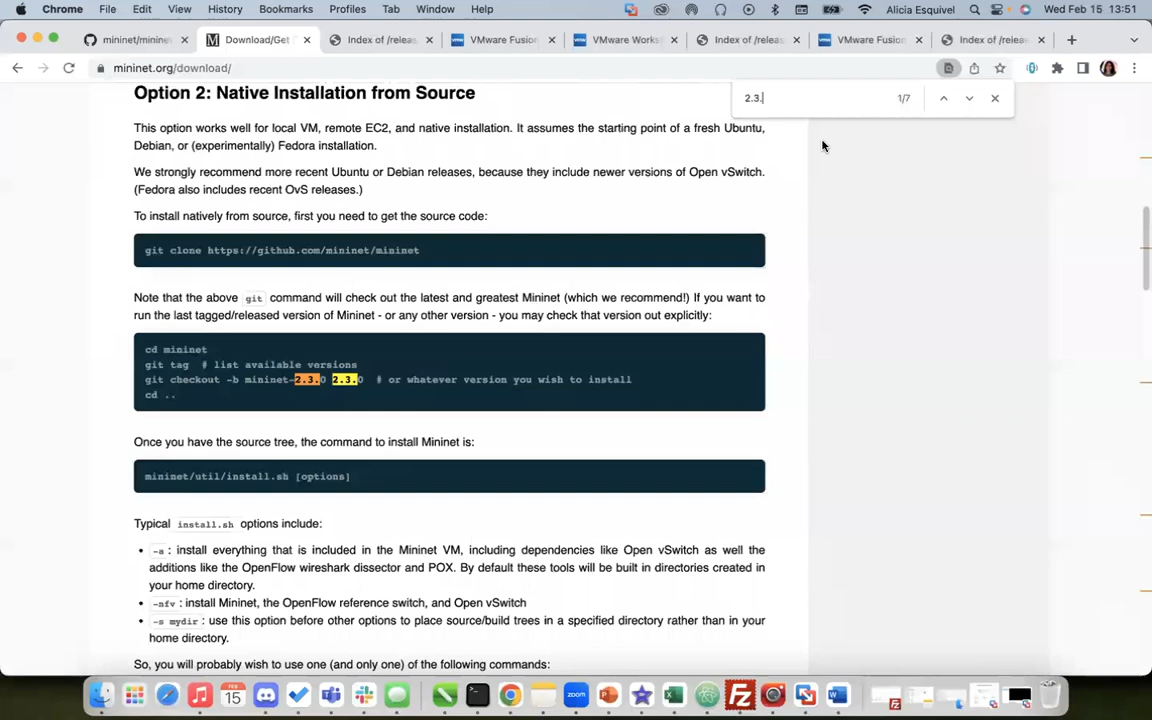 Chrome File Edit View History Bookmarks Profiles Tab Window Help Alicia Esquivel Wed Feb 15 13:51
mininet/minine Download/Get Index of /releas VMware Fusion VMware Works Index of /releas VMware Fusion Index of /relea
mininet.org/download/
2.3. 1/7
Option 2: Native Installation from Source
This option works well for local VM, remote EC2, and native installation. It assumes the starting point of a fresh Ubuntu,
Debian, or (experimentally) Fedora installation.
We strongly recommend more recent Ubuntu or Debian releases, because they include newer versions of Open vSwitch.
(Fedora also includes recent OvS releases.)
To install natively from source, first you need to get the source code:
git clone https://github.com/mininet/mininet
Note that the above git command will check out the latest and greatest Mininet (which we recommend!) If you want to
run the last tagged/released version of Mininet - or any other version - you may check that version out explicitly:
cd mininet
git tag # list available versions
git checkout -b mininet-2.3.0 2.3.0 # or whatever version you wish to install
cd ..
Once you have the source tree, the command to install Mininet is:
mininet/util/install.sh [options]
Typical install.sh options include:
• -a: install everything that is included in the Mininet VM, including dependencies like Open vSwitch as well the
additions like the OpenFlow wireshark dissector and POX. By default these tools will be built in directories created in
your home directory.
• -nfv: install Mininet, the OpenFlow reference switch, and Open vSwitch
• -s mydir: use this option before other options to place source/build trees in a specified directory rather than in your
home directory.
So, you will probably wish to use one (and only one) of the following commands:
FEB
15
zoom